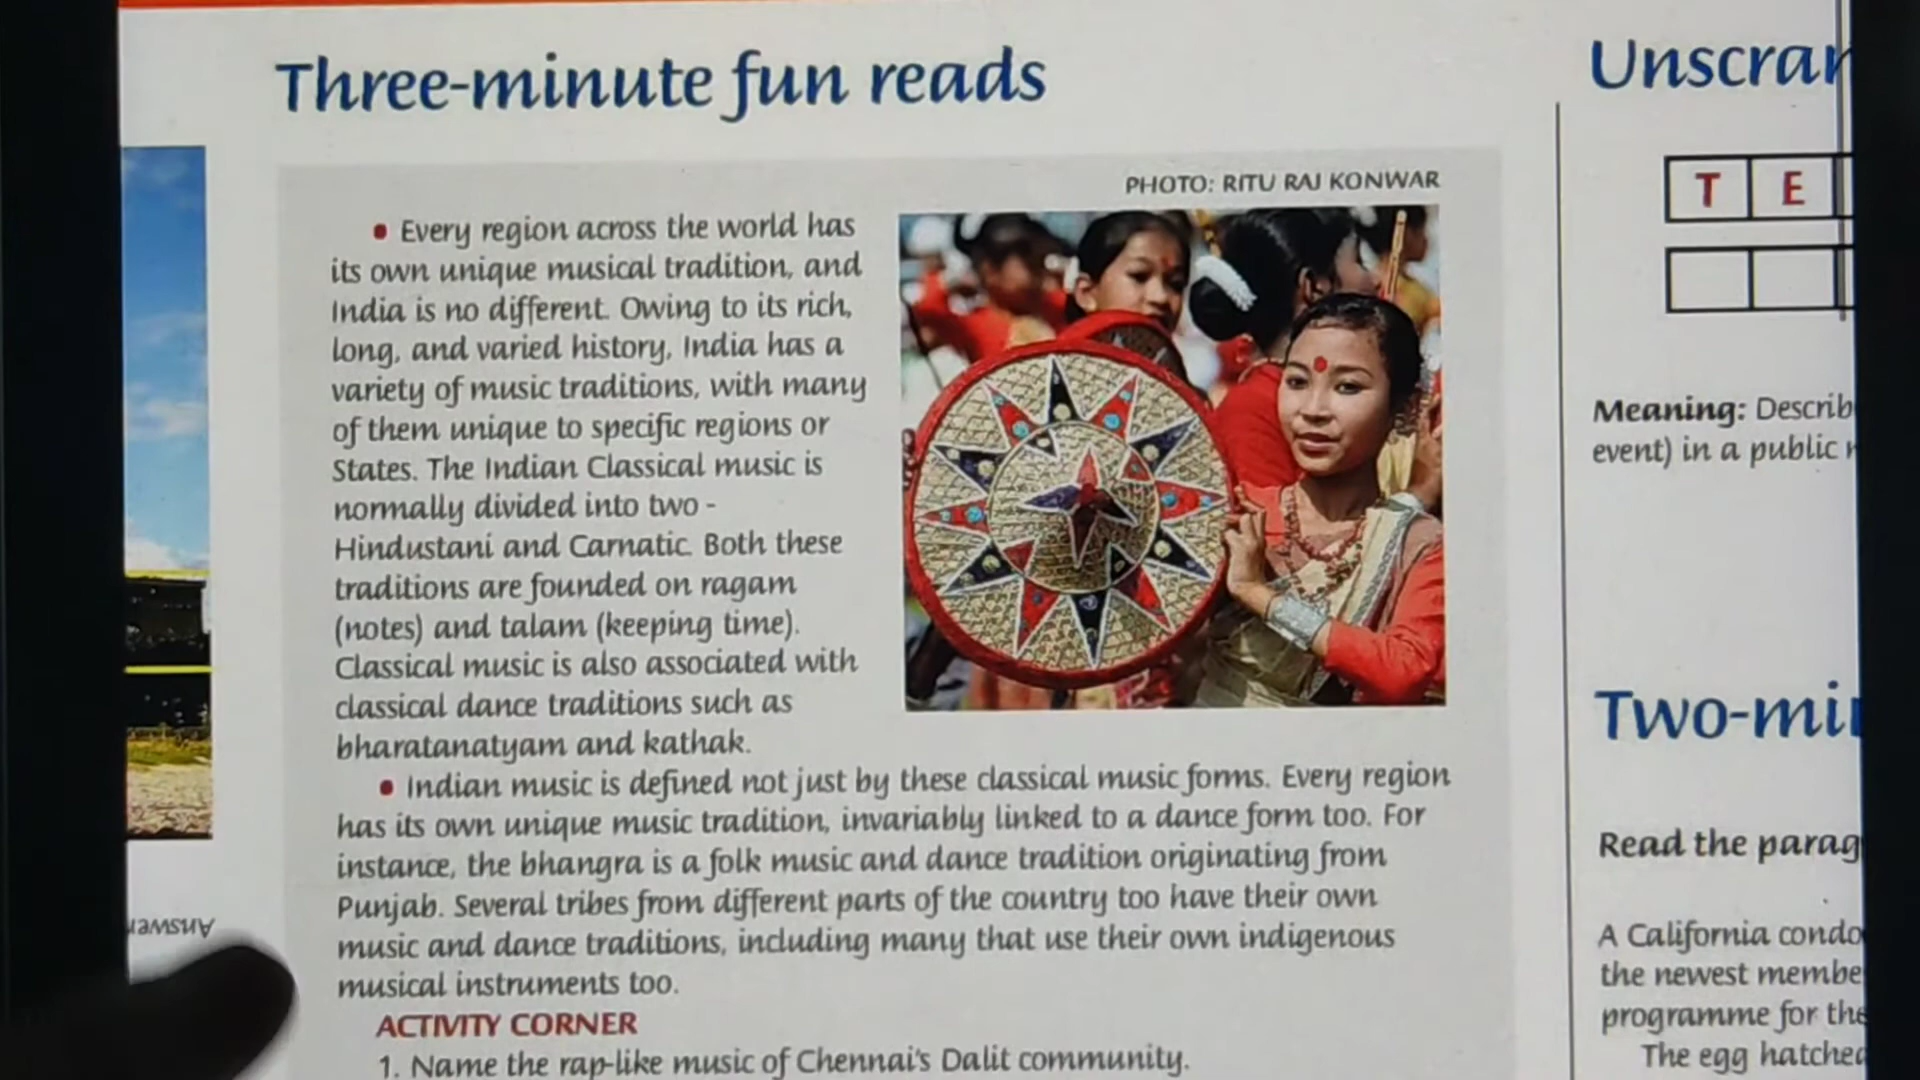 Three-minute fun reads
PHOTO: RITU RAJ KONWAR
• Every region across the world has
its own unique musical tradition, and
India is no different. Owing to its rich,
long, and varied history, India has a
variety of music traditions, with many
of them unique to specific regions or
States. The Indian Classical music is
normally divided into two -
Hindustani and Carnatic. Both these
traditions are founded on ragam
(notes) and talam (keeping time).
Classical music is also associated with
classical dance traditions such as
bharatanatyam and kathak.
• Indian music is defined not just by these classical music forms. Every region
has its own unique music tradition, invariably linked to a dance form too. For
instance, the bhangra is a folk music and dance tradition originating from
Punjab. Several tribes from different parts of the country too have their own
music and dance traditions, including many that use their own indigenous
musical instruments too.
ACTIVITY CORNER
1. Name the rap-like music of Chennai's Dalit community.
Answer
T E
Meaning:
event) in a public
Read the
A California
the newest
programme for the
The egg hatched